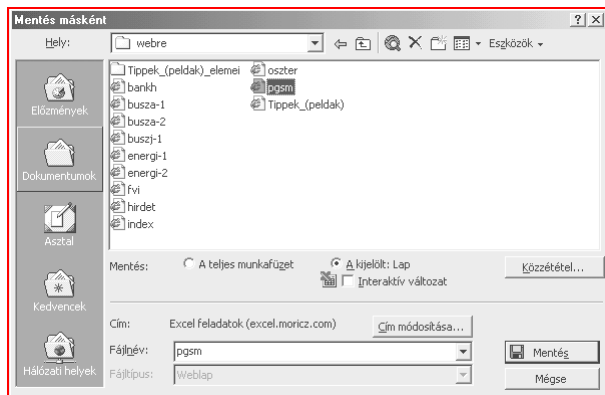 Mentés másként
Hely:
webre
Eszközök
Előzmények
Dokumentumok
Asztal
Kedvencek
Hálózati helyek
Tippek_(peldak)_elemei
bankh
busza-1
busza-2
buszj-1
energi-1
energi-2
fvi
hirdet
index
oszter
pgsm
Tippek_(peldak)
Mentés:
A teljes munkafüzet
A kijelölt: Lap
Interaktív változat
Közzététel...
Cím:
Excel feladatok (excel.moricz.com)
Cím módosítása...
Fájlnév:
pgsm
Mentés
Fájltípus:
Weblap
Mégse